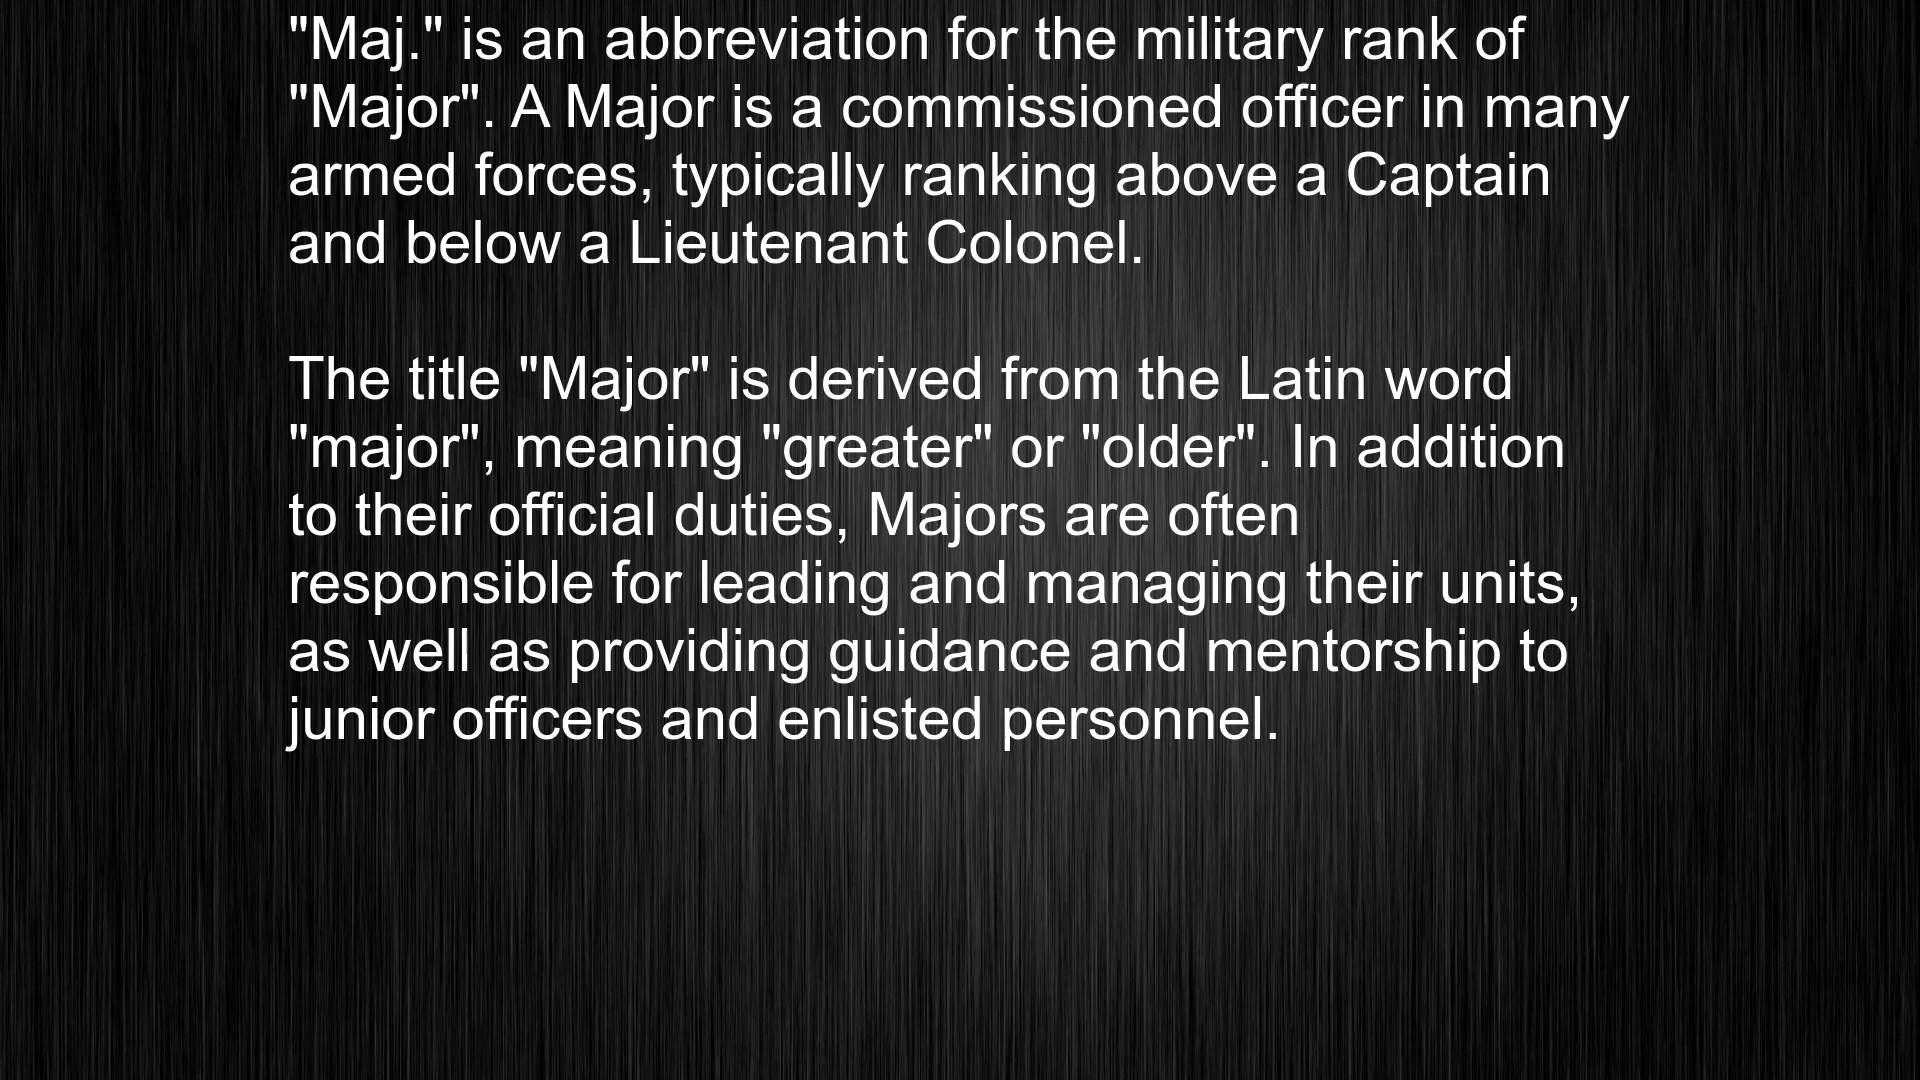 "Maj." is an abbreviation for the military rank of
"Major". A Major is a commissioned officer in many
armed forces, typically ranking above a Captain
and below a Lieutenant Colonel.
The title "Major" is derived from the Latin word
"major", meaning "greater" or "older". In addition
to their official duties, Majors are often
responsible for leading and managing their units,
as well as providing guidance and mentorship to
junior officers and enlisted personnel.